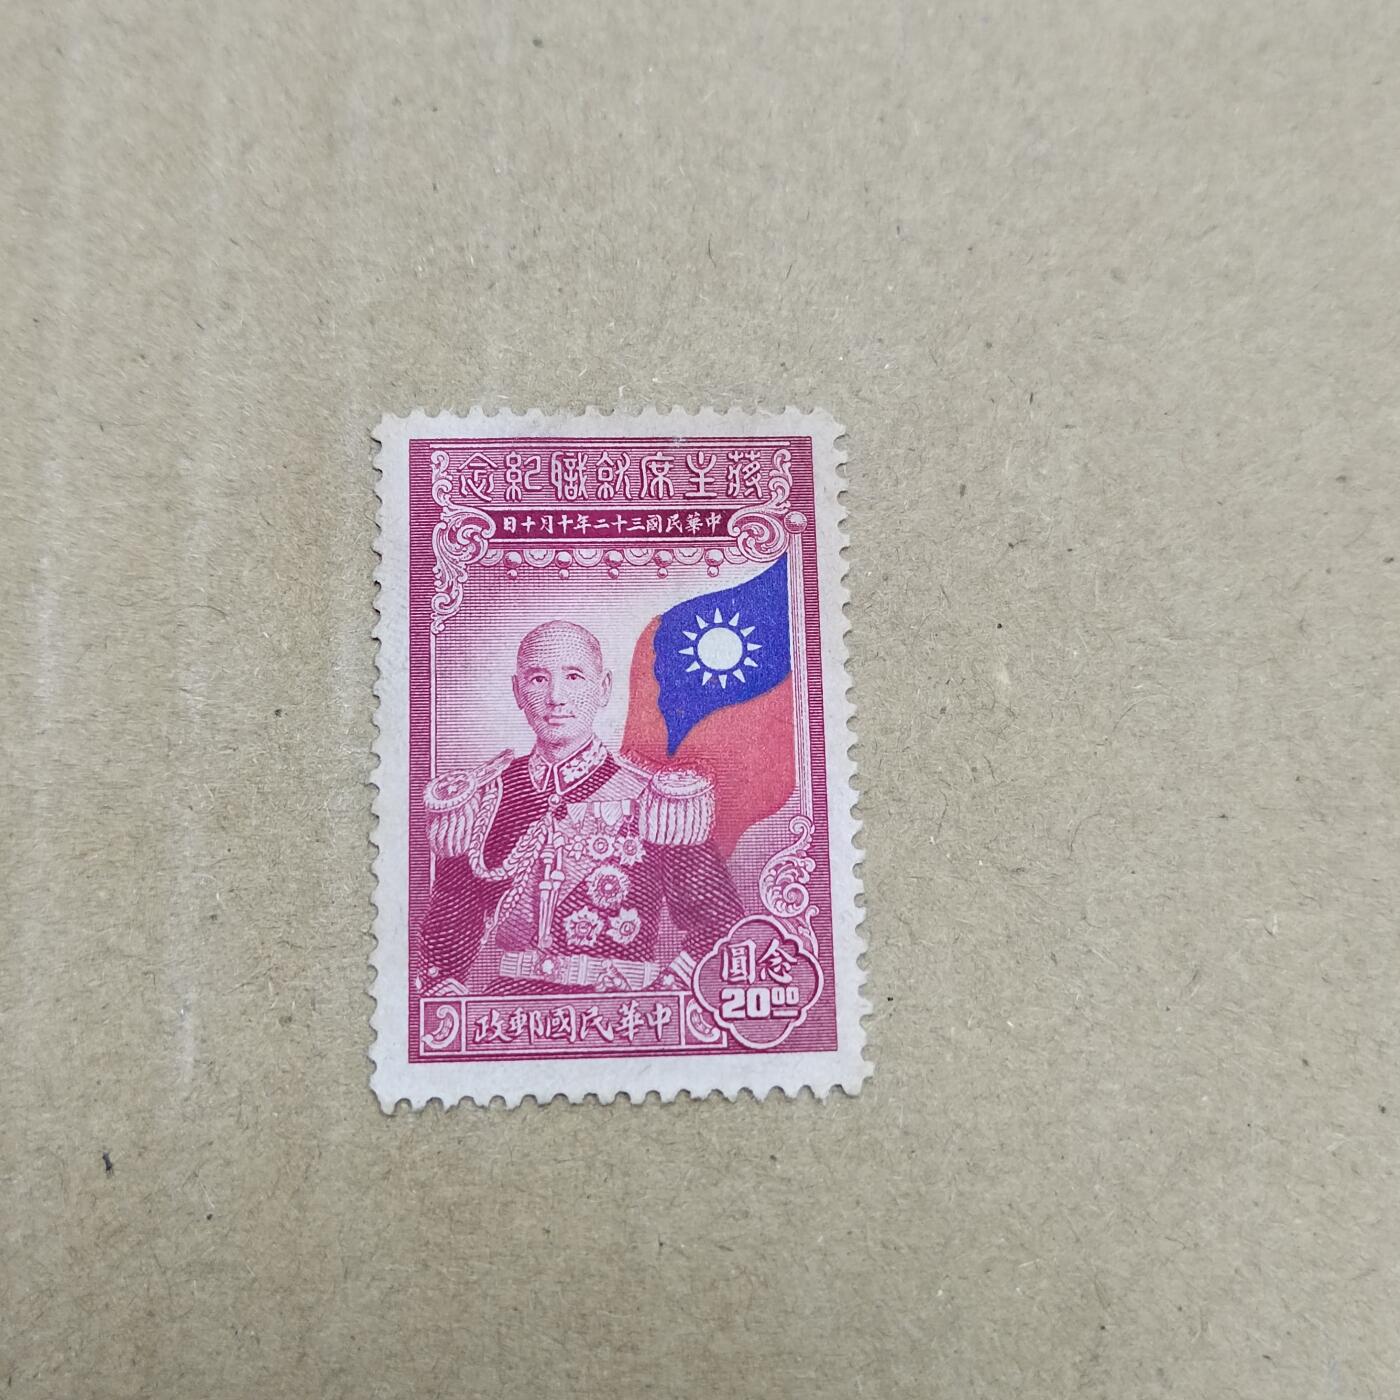 蔣主席就職紀念
中華民國三十二年十月十日
念圓
20 00
中華民國郵政